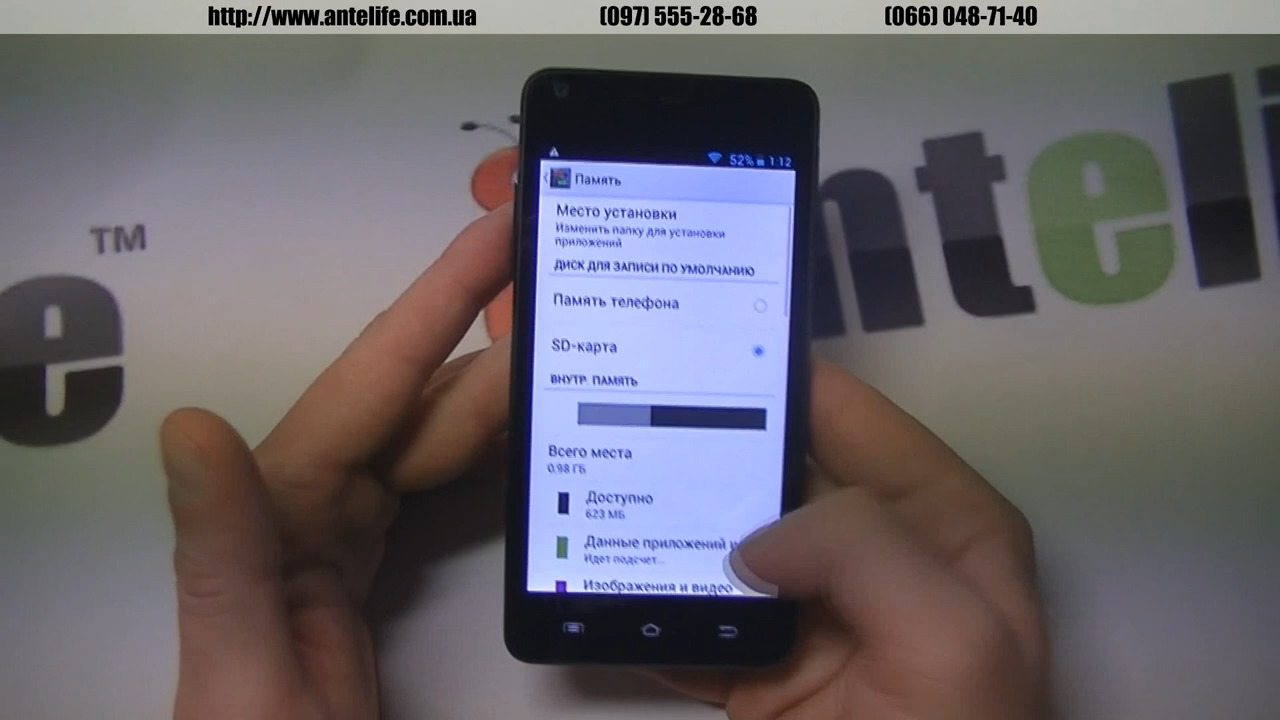 http://www.antelife.com.ua (097) 555-28-68 (066) 048-71-40
TM
e
anteli
52% 1:12
Память
Место установки
Изменить папку для установки
приложений
ДИСК ДЛЯ ЗАПИСИ ПО УМОЛЧАНИЮ
Память телефона
SD-карта
ВНУТР. ПАМЯТЬ
Всего места
0,98 ГБ
Доступно
623 МБ
Данные приложений и
Идет подсчет...
Изображения и видео